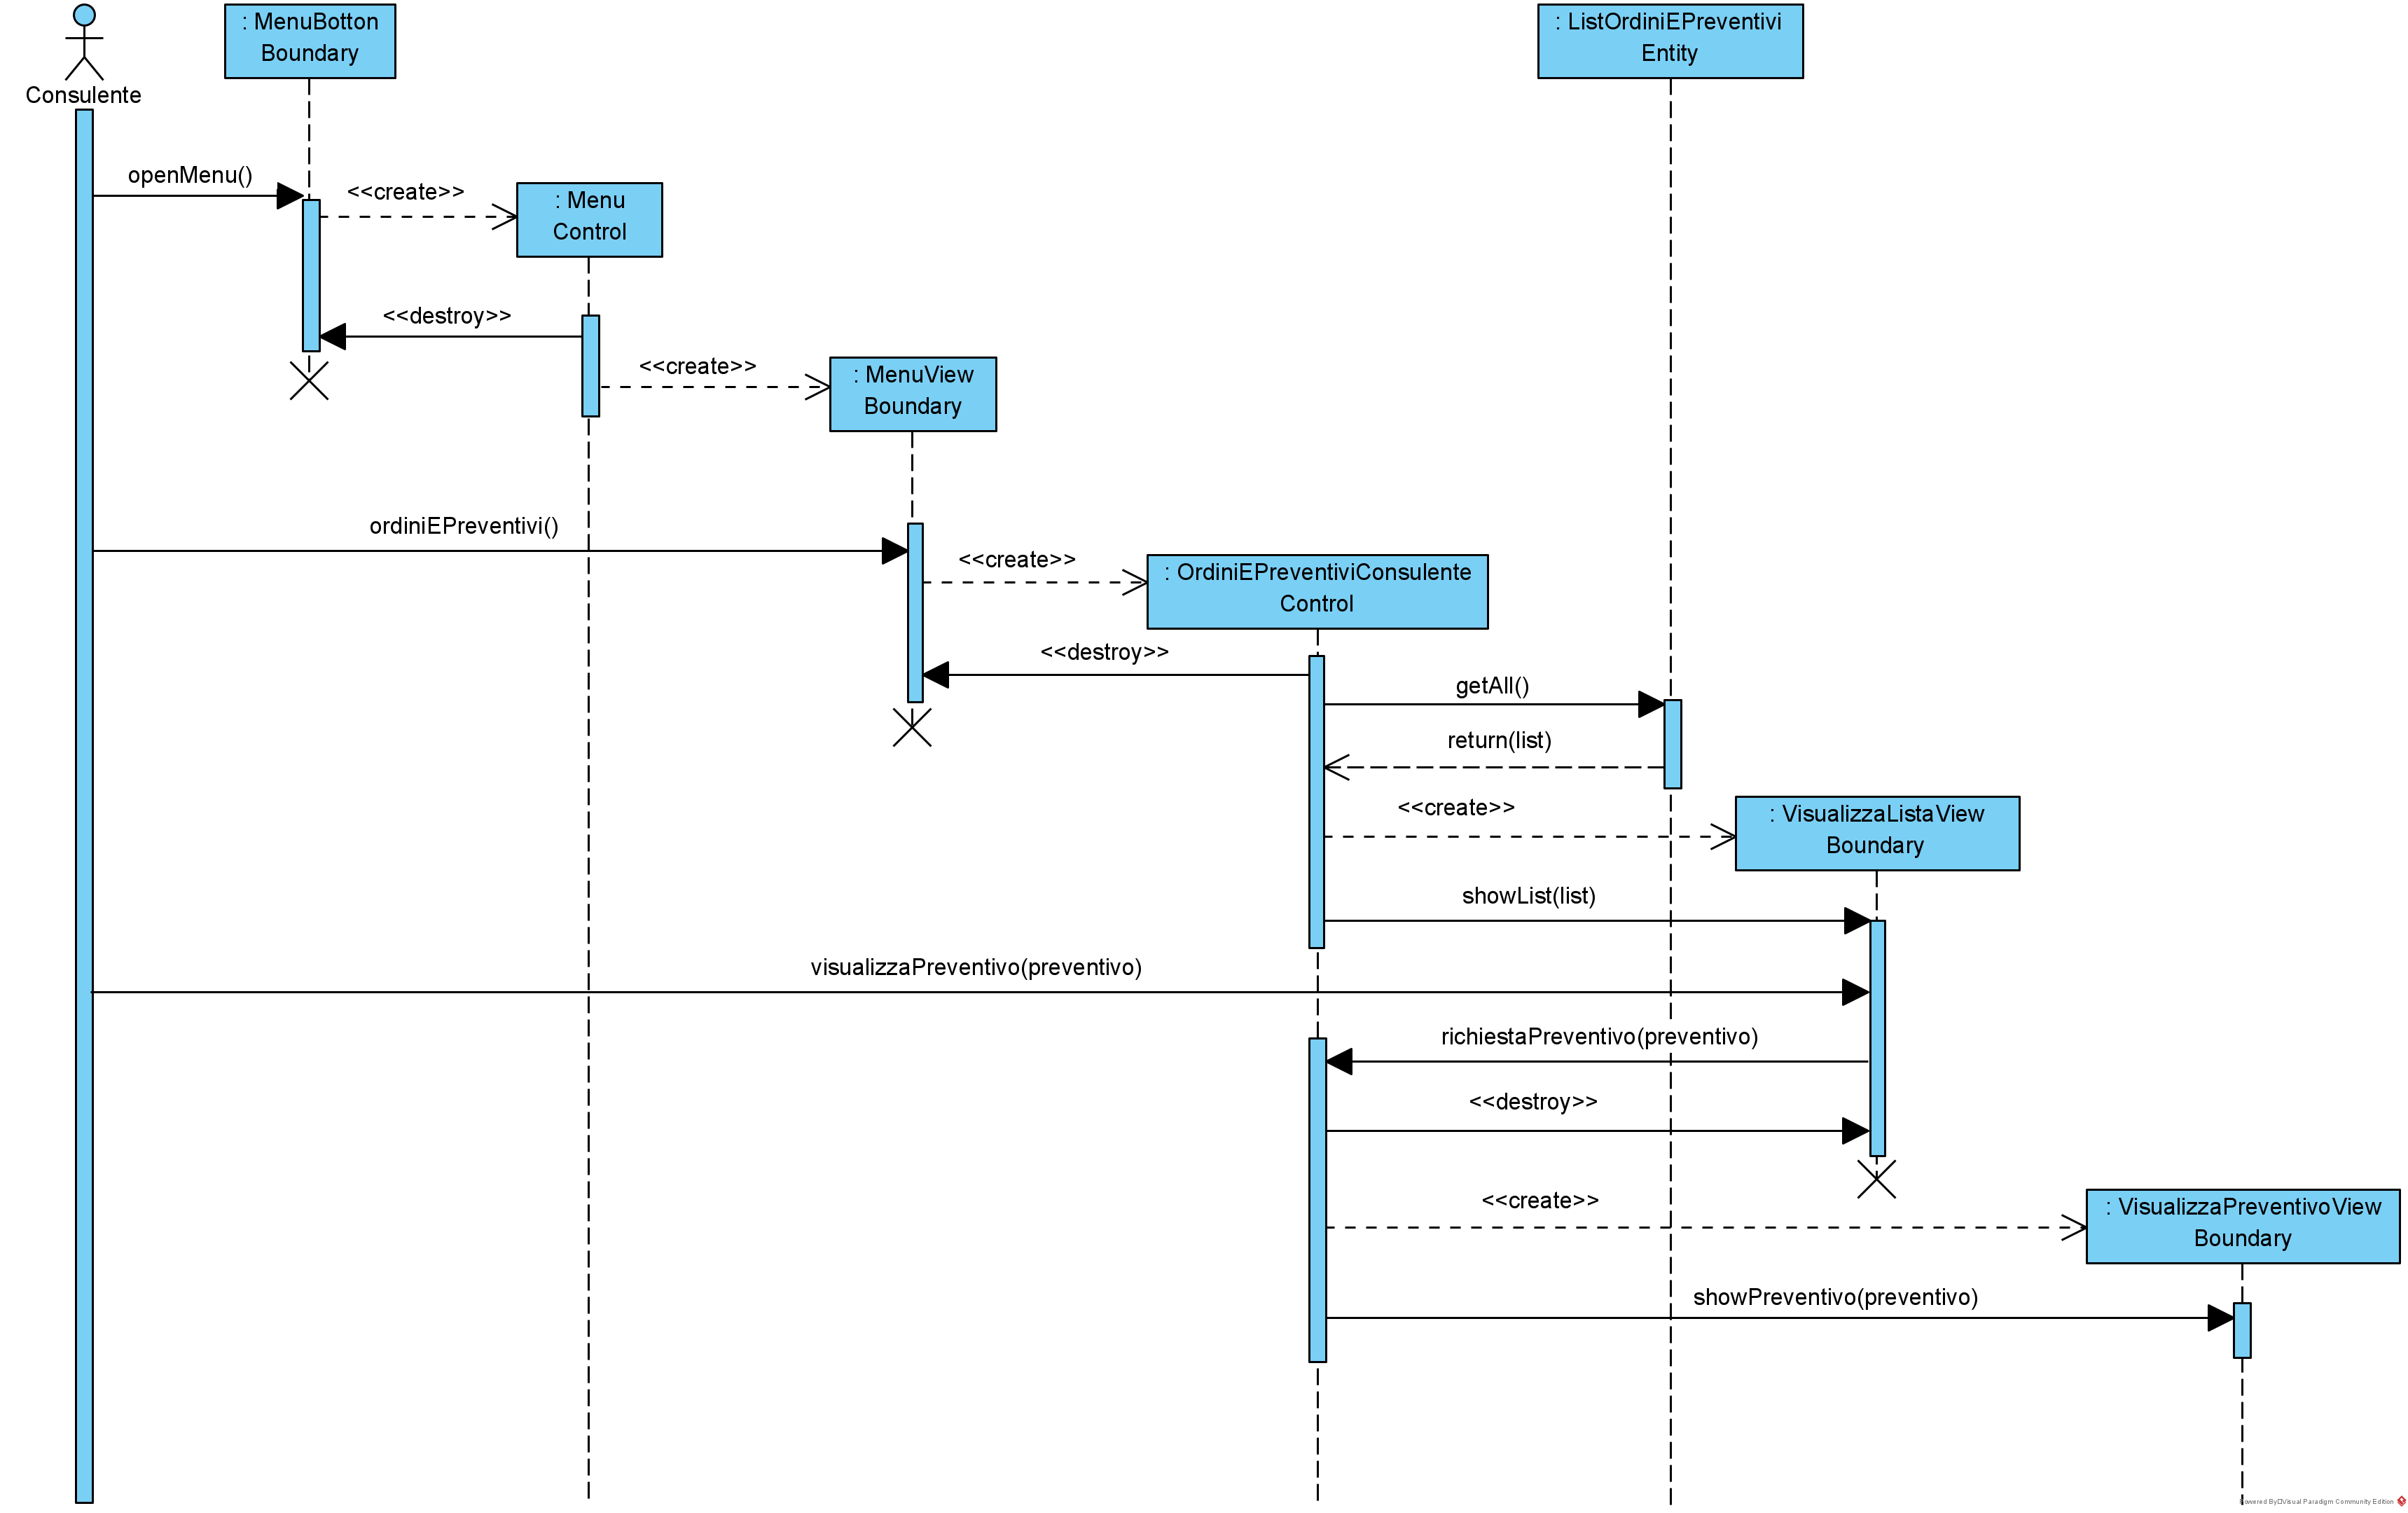 : MenuBotton
Boundary
: ListOrdiniEPreventivi
Entity
Consulente
openMenu()
<<create>>
: Menu
Control
<<destroy>>
<<create>>
: MenuView
Boundary
ordiniEPreventivi()
<<create>>
: OrdiniEPreventiviConsulente
Control
<<destroy>>
getAll()
return(list)
<<create>>
: VisualizzaListaView
Boundary
showList(list)
visualizzaPreventivo(preventivo)
richiestaPreventivo(preventivo)
<<destroy>>
<<create>>
: VisualizzaPreventivoView
Boundary
showPreventivo(preventivo)
Powered By Visual Paradigm Community Edition